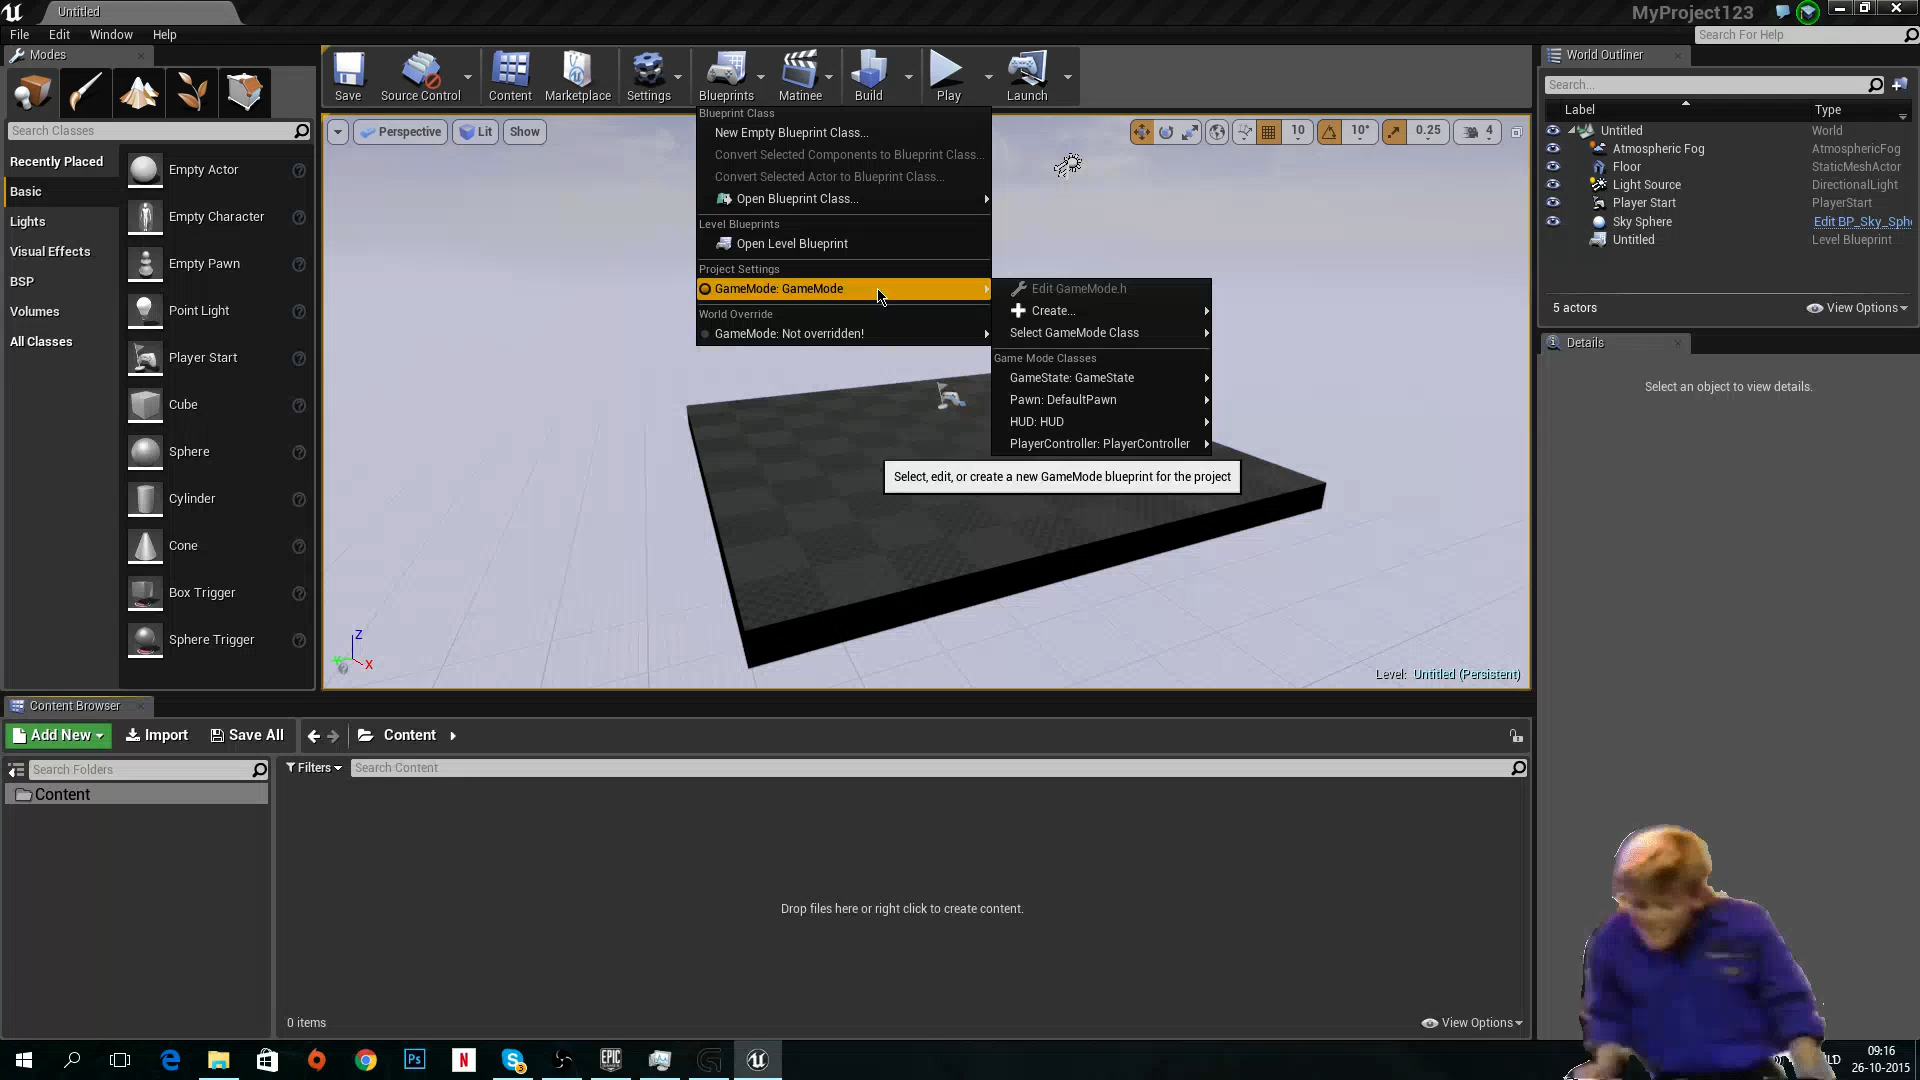 Untitled
MyProject123
File Edit Window Help
Search For Help
Modes
Save
Source Control
Content
Marketplace
Settings
Blueprints
Matinee
Build
Play
Launch
World Outliner
Search...
Label Type
Untitled World
Atmospheric Fog AtmosphericFog
Floor StaticMeshActor
Light Source DirectionalLight
Player Start PlayerStart
Sky Sphere Edit BP_Sky_Sph
Untitled Level Blueprint
5 actors
View Options
Details
Select an object to view details.
Search Classes
Recently Placed
Basic
Lights
Visual Effects
BSP
Volumes
All Classes
Empty Actor
Empty Character
Empty Pawn
Point Light
Player Start
Cube
Sphere
Cylinder
Cone
Box Trigger
Sphere Trigger
Perspective
Lit
Show
10
10°
0.25
4
Blueprint Class
New Empty Blueprint Class...
Convert Selected Components to Blueprint Class...
Convert Selected Actor to Blueprint Class...
Open Blueprint Class...
Level Blueprints
Open Level Blueprint
Project Settings
GameMode: GameMode
World Override
GameMode: Not overridden!
Edit GameMode.h
Create...
Select GameMode Class
Game Mode Classes
GameState: GameState
Pawn: DefaultPawn
HUD: HUD
PlayerController: PlayerController
Select, edit, or create a new GameMode blueprint for the project
Z
X
Level: Untitled (Persistent)
Content Browser
Add New
Import
Save All
Content
Search Folders
Filters
Search Content
Content
Drop files here or right click to create content.
0 items
View Options
Ps
N
3
EPIC
GAMES
09:16
26-10-2015